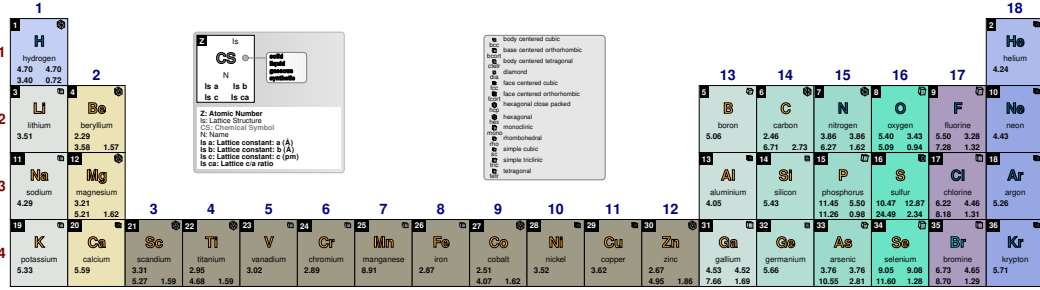 1
18
1
H
hydrogen
4.70 4.70
3.40 0.72
2
He
helium
4.24
Z
ls
CS
N
ls a ls b
ls c ls ca
solid
liquid
gaseous
synthetic
Z: Atomic Number
ls: Lattice Structure
CS: Chemical Symbol
N: Name
ls a: Lattice constant: a (Å)
ls b: Lattice constant: b (Å)
ls c: Lattice constant: c (pm)
ls ca: Lattice c/a ratio
body centered cubic
bcc
base centered orthorhombic
bcort
body centered tetragonal
ctetr
diamond
dia
face centered cubic
fcc
face centered orthorhombic
fcort
hexagonal close packed
hcp
hexagonal
hex
monoclinic
mono
rhombohedral
rho
simple cubic
sc
simple triclinic
tric
tetragonal
tetr
2
13 14 15 16 17
2
3
Li
lithium
3.51
4
Be
beryllium
2.29
3.58 1.57
5
B
boron
5.06
6
C
carbon
2.46
6.71 2.73
7
N
nitrogen
3.86 3.86
6.27 1.62
8
O
oxygen
5.40 3.43
5.09 0.94
9
F
fluorine
5.50 3.28
7.28 1.32
10
Ne
neon
4.43
3
11
Na
sodium
4.29
12
Mg
magnesium
3.21
5.21 1.62
13
Al
aluminium
4.05
14
Si
silicon
5.43
15
P
phosphorus
11.45 5.50
11.26 0.98
16
S
sulfur
10.47 12.87
24.49 2.34
17
Cl
chlorine
6.22 4.46
8.18 1.31
18
Ar
argon
5.26
3 4 5 6 7 8 9 10 11 12
4
19
K
potassium
5.33
20
Ca
calcium
5.59
21
Sc
scandium
3.31
5.27 1.59
22
Ti
titanium
2.95
4.68 1.59
23
V
vanadium
3.02
24
Cr
chromium
2.89
25
Mn
manganese
8.91
26
Fe
iron
2.87
27
Co
cobalt
2.51
4.07 1.62
28
Ni
nickel
3.52
29
Cu
copper
3.62
30
Zn
zinc
2.67
4.95 1.86
31
Ga
gallium
4.53 4.52
7.66 1.69
32
Ge
germanium
5.66
33
As
arsenic
3.76 3.76
10.55 2.81
34
Se
selenium
9.05 9.08
11.60 1.28
35
Br
bromine
6.73 4.65
8.70 1.29
36
Kr
krypton
5.71